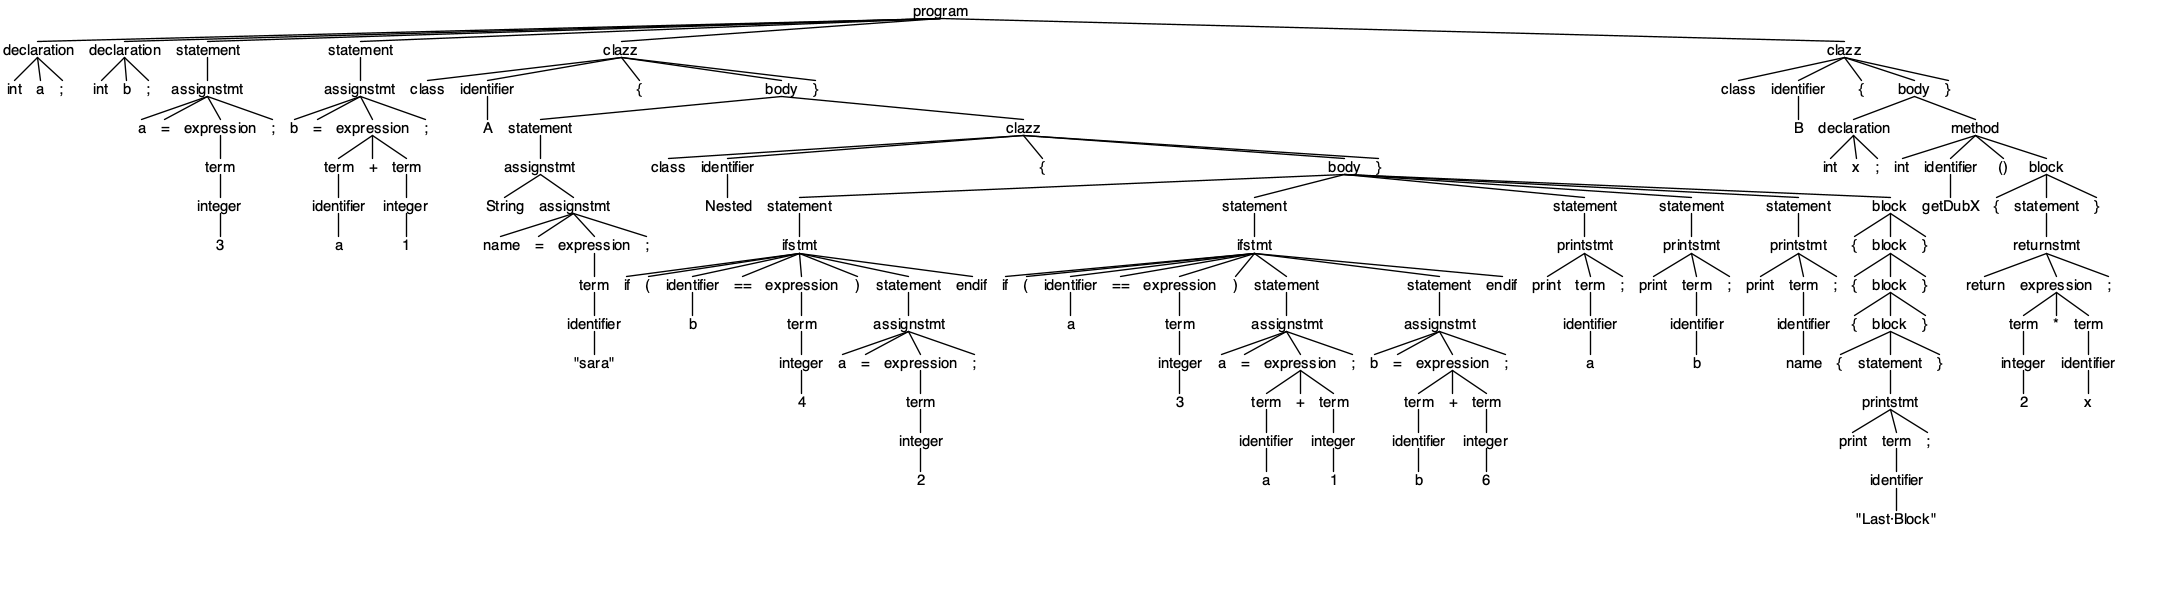 program
declaration declaration statement statement clazz clazz
int a ; int b ; assignstmt assignstmt class identifier { body } class identifier { body }
a = expression ; b = expression ; A statement clazz B declaration method
term term + term assignstmt class identifier { body } int x ; int identifier () block
integer identifier integer String assignstmt Nested statement statement statement statement statement block getDubX { statement }
3 a 1 name = expression ; ifstmt ifstmt printstmt printstmt printstmt { block } returnstmt
term if ( identifier == expression ) statement endif if ( identifier == expression ) statement statement endif print term ; print term ; print term ; { block } return expression ;
identifier b term assignstmt a term assignstmt assignstmt identifier identifier identifier { block } term * term
"sara" integer a = expression ; integer a = expression ; b = expression ; a b name { statement } integer identifier
4 term 3 term + term term + term printstmt 2 x
integer identifier integer identifier integer print term ;
2 a 1 b 6 identifier
"Last·Block"